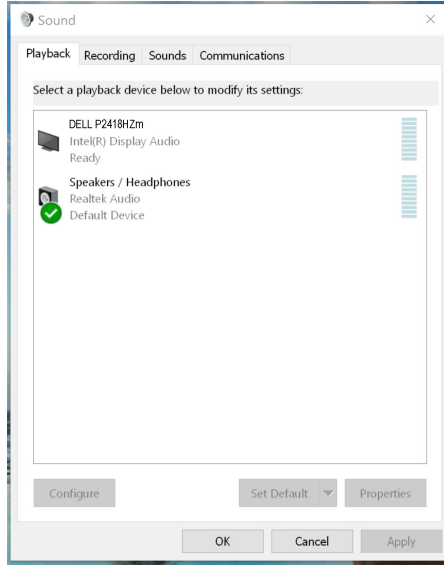 Sound
Playback Recording Sounds Communications
Select a playback device below to modify its settings:
DELL P2418HZm
Intel(R) Display Audio
Ready
Speakers / Headphones
Realtek Audio
Default Device
Configure Set Default Properties
OK Cancel Apply